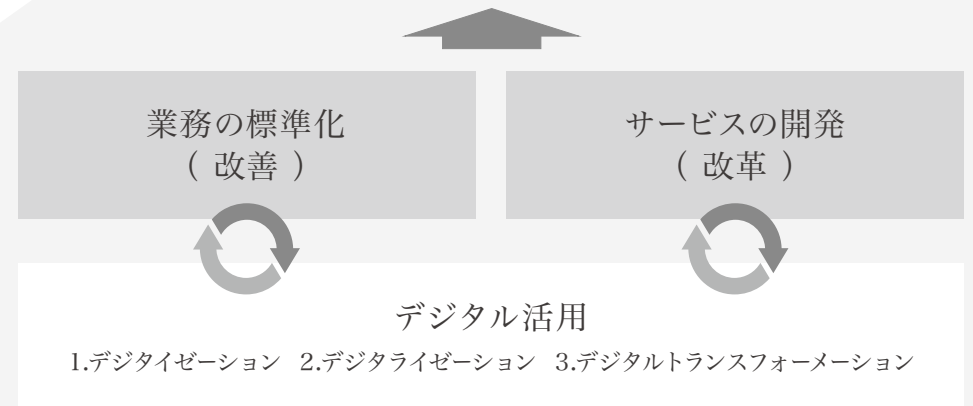 業務の標準化
（ 改善 ）
サービスの開発
（ 改革 ）
デジタル活用
1.デジタイゼーション 2.デジタライゼーション 3.デジタルトランスフォーメーション